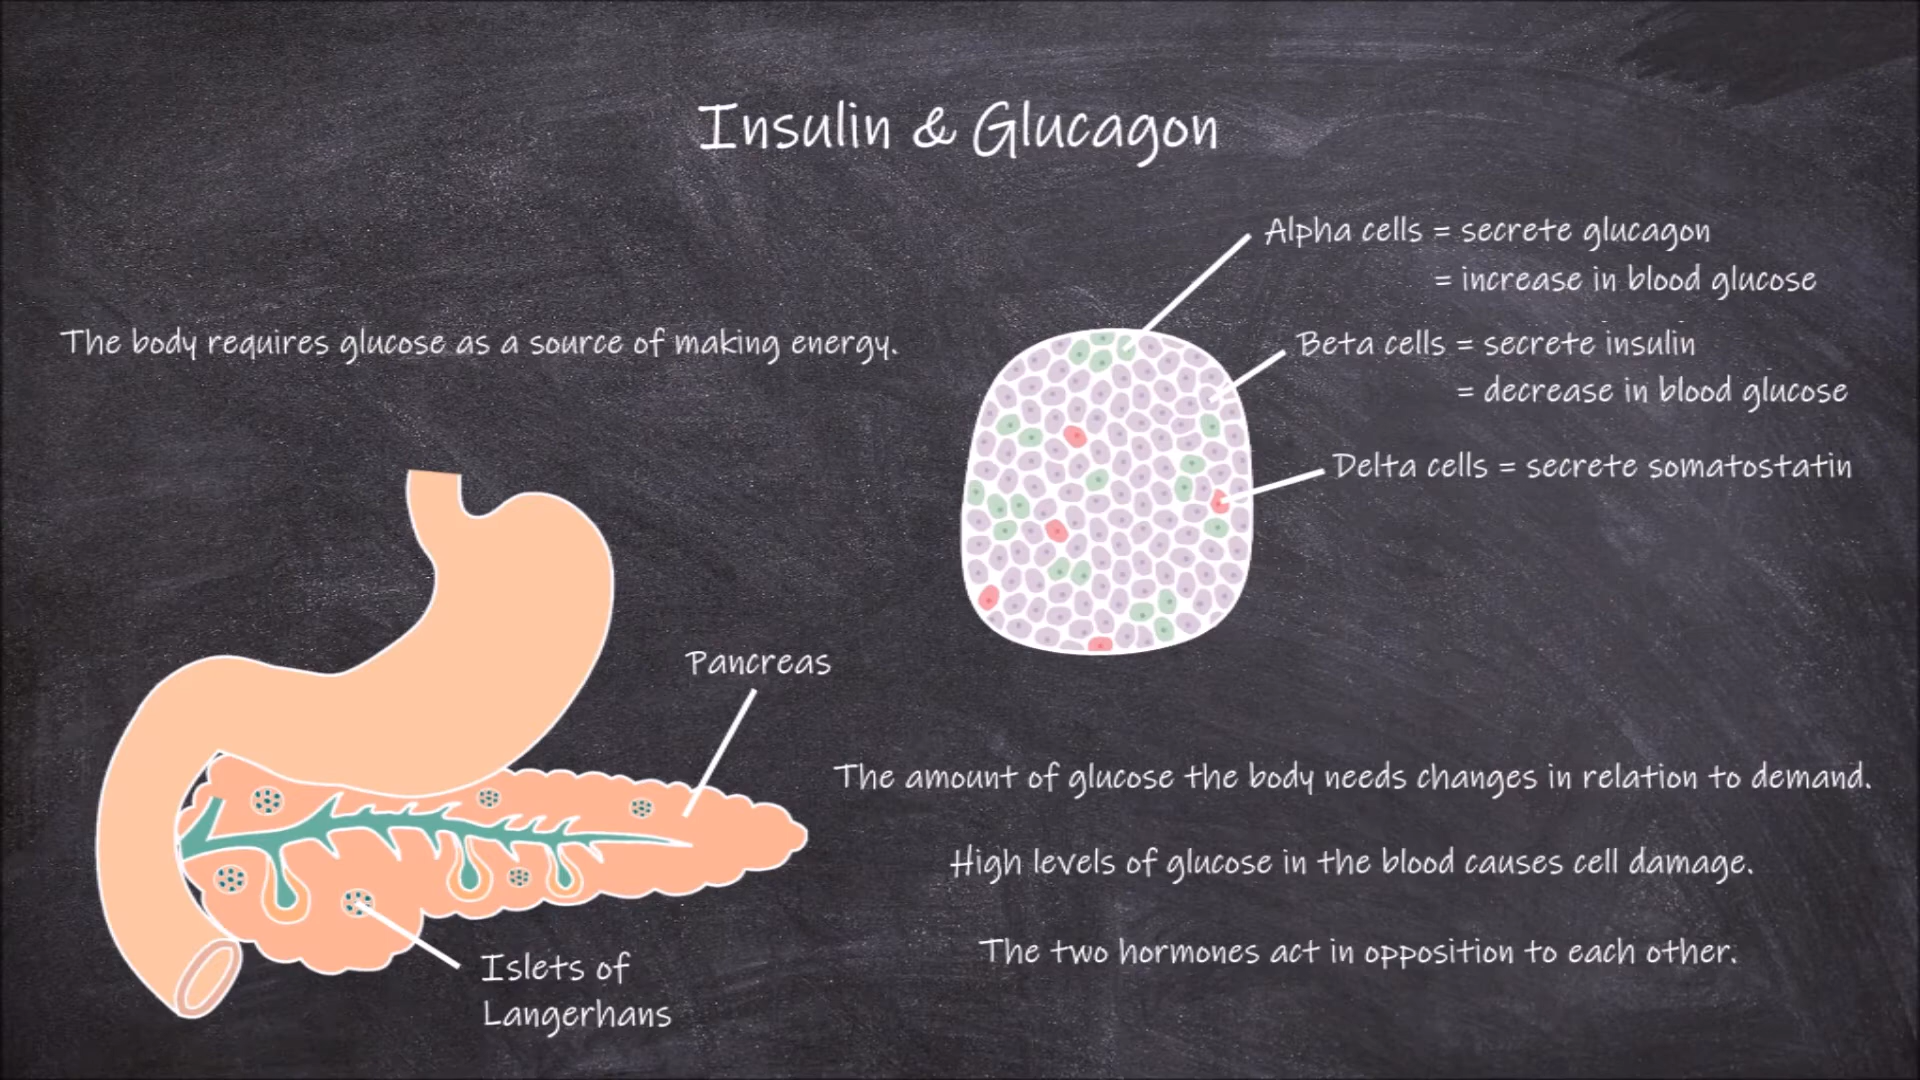 Insulin & Glucagon
The body requires glucose as a source of making energy.
Alpha cells = secrete glucagon
= increase in blood glucose
Beta cells = secrete insulin
= decrease in blood glucose
Delta cells = secrete somatostatin
Pancreas
Islets of
Langerhans
The amount of glucose the body needs changes in relation to demand.
High levels of glucose in the blood causes cell damage.
The two hormones act in opposition to each other.